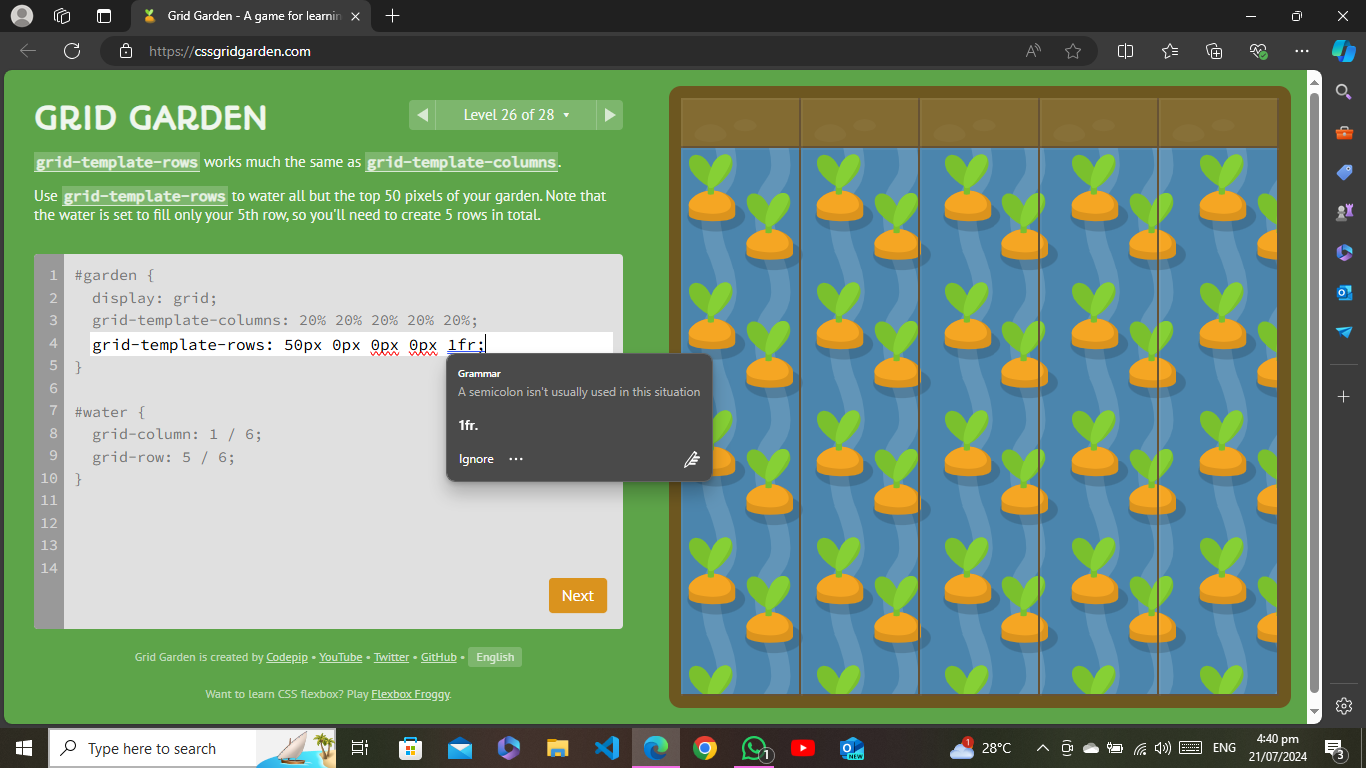 Grid Garden - A game for learnin
https://cssgridgarden.com
GRID GARDEN
Level 26 of 28
grid-template-rows works much the same as grid-template-columns.
Use grid-template-rows to water all but the top 50 pixels of your garden. Note that
the water is set to fill only your 5th row, so you'll need to create 5 rows in total.
1 #garden {
2 display: grid;
3 grid-template-columns: 20% 20% 20% 20% 20%;
4 grid-template-rows: 50px 0px 0px 0px 1fr;
5 }
6
7 #water {
8 grid-column: 1 / 6;
9 grid-row: 5 / 6;
10 }
11
12
13
14
Grammar
A semicolon isn't usually used in this situation
1fr.
Ignore
Next
Grid Garden is created by Codepip • YouTube • Twitter • GitHub • English
Want to learn CSS flexbox? Play Flexbox Froggy.
Type here to search
NEW
1
1
28°C
ENG
4:40 pm
21/07/2024
3